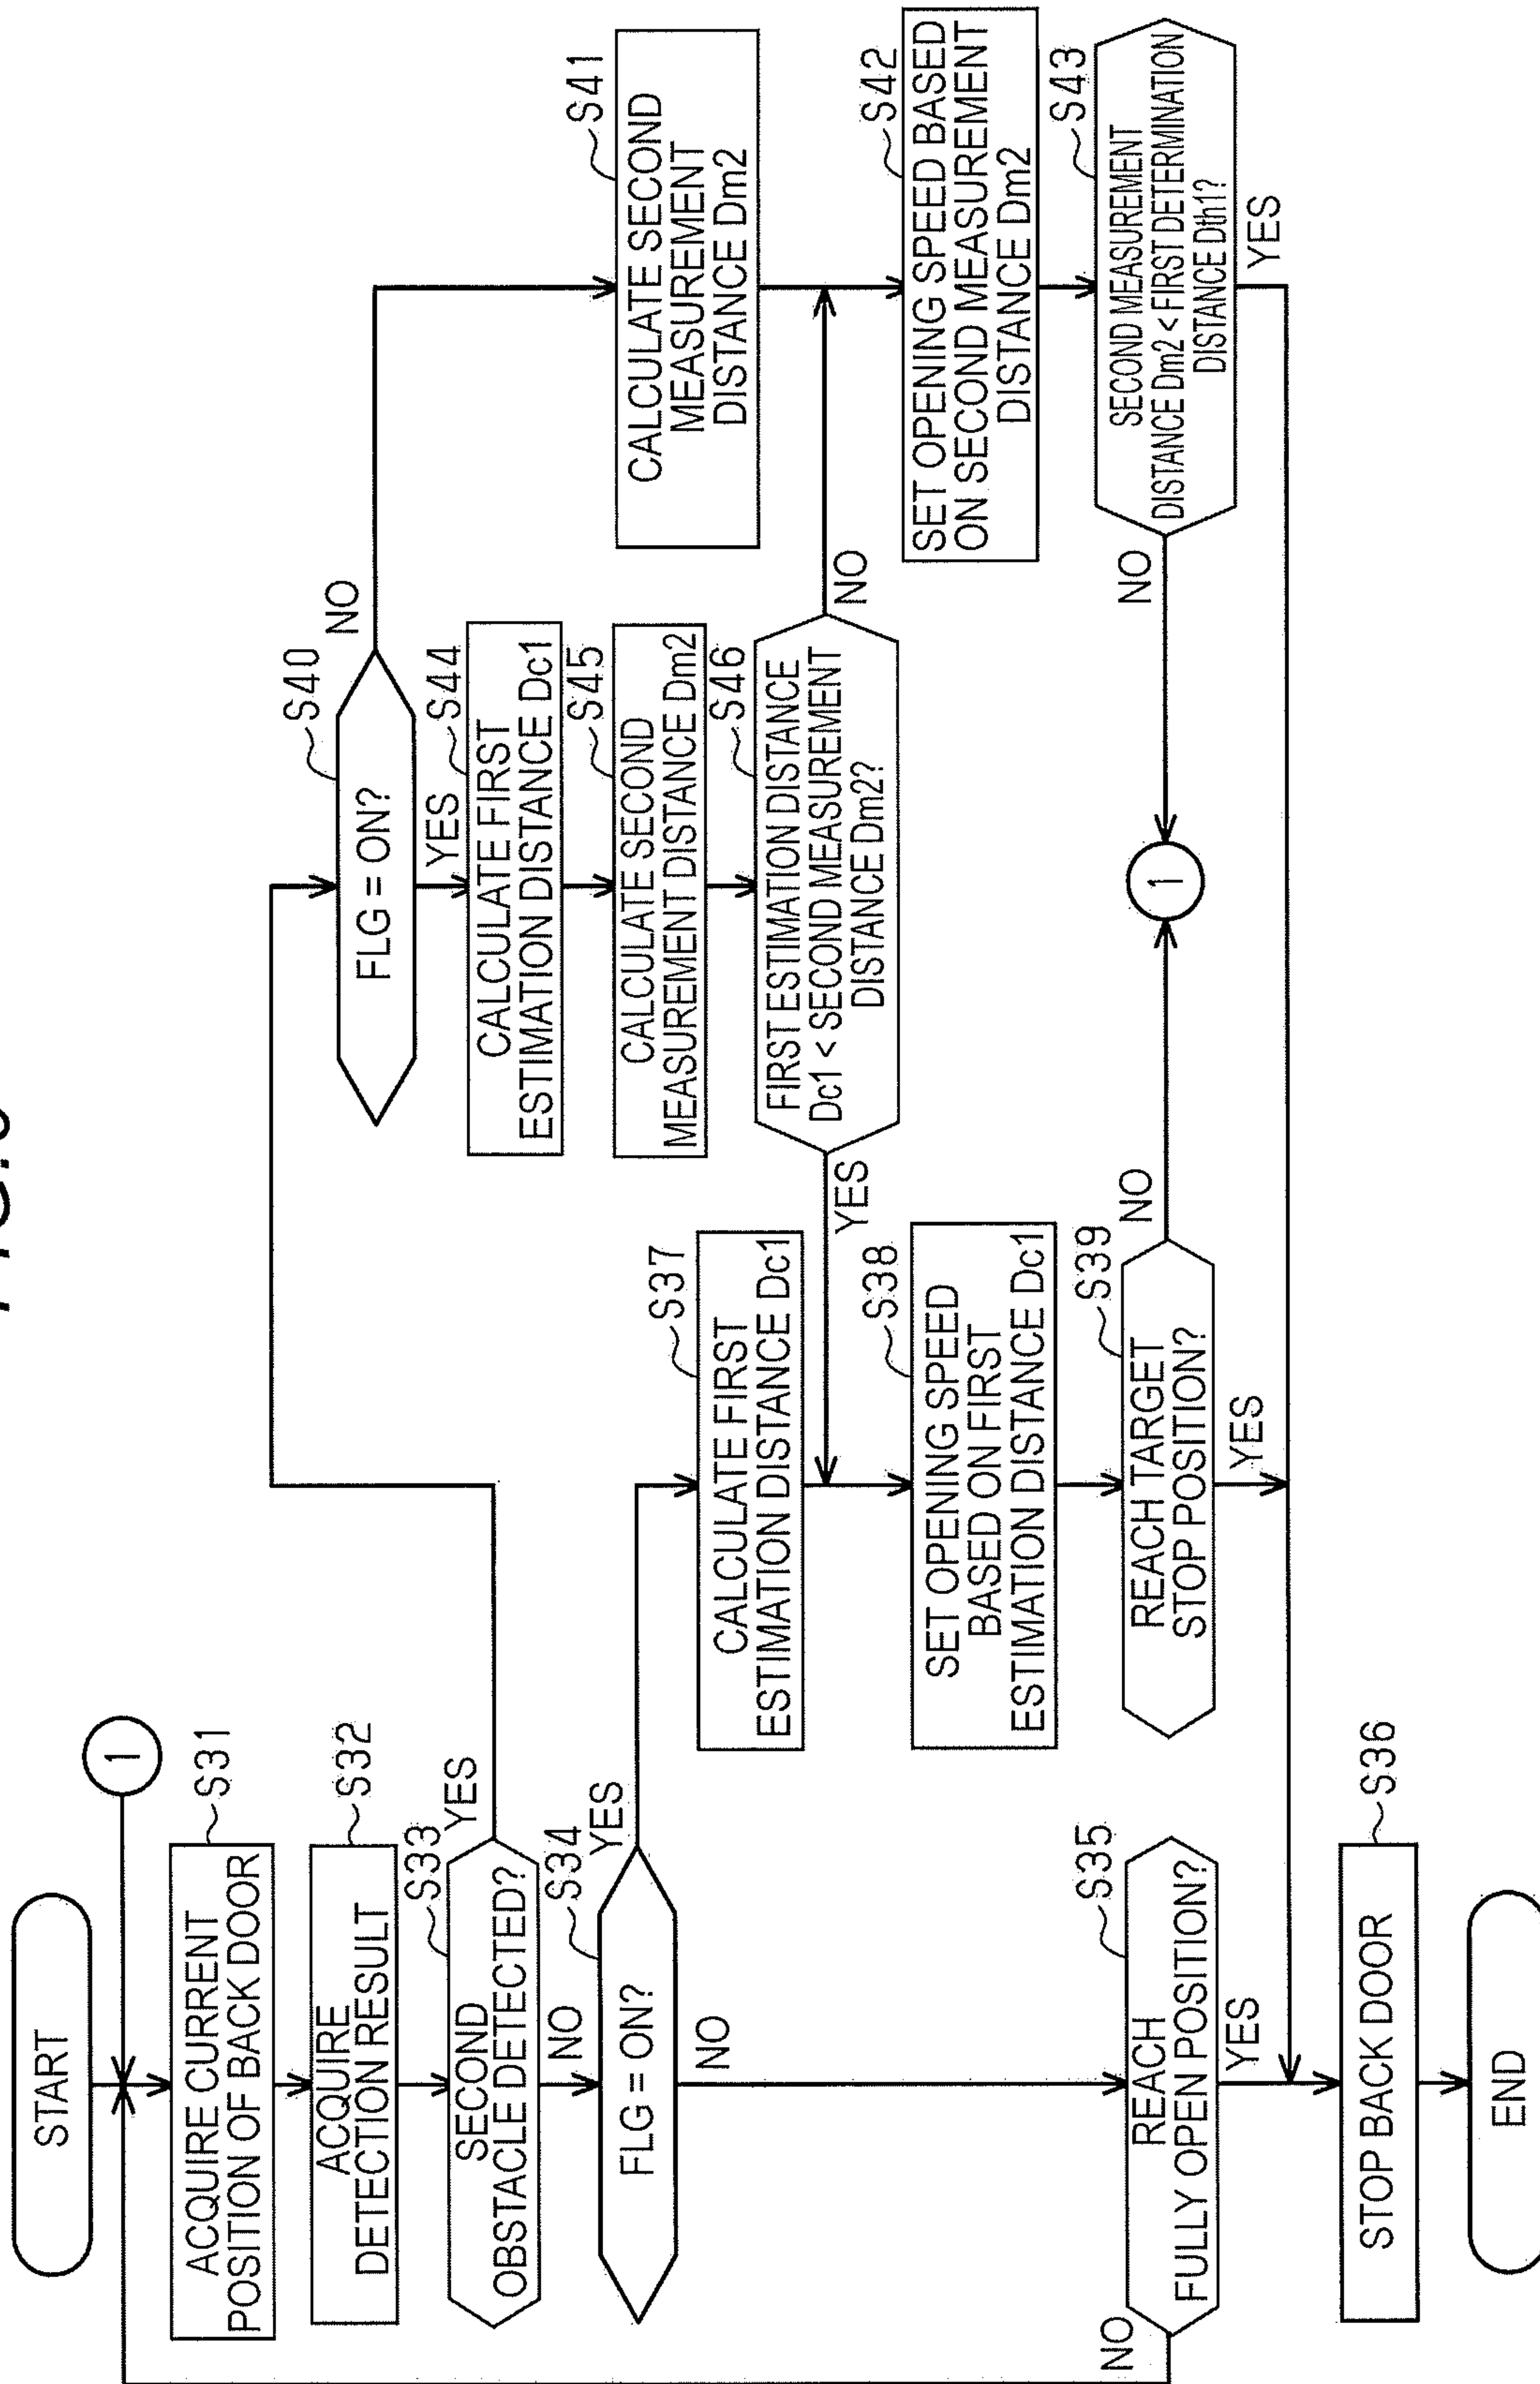 START
1
ACQUIRE CURRENT
POSITION OF BACK DOOR
S31
ACQUIRE
DETECTION RESULT
S32
SECOND
OBSTACLE DETECTED?
S33
YES
NO
FLG = ON?
S34
YES
NO
REACH
FULLY OPEN POSITION?
S35
NO
YES
STOP BACK DOOR
S36
END
CALCULATE FIRST
ESTIMATION DISTANCE Dc1
S37
SET OPENING SPEED
BASED ON FIRST
ESTIMATION DISTANCE Dc1
S38
REACH TARGET
STOP POSITION?
S39
NO
YES
1
FLG = ON?
S40
NO
YES
CALCULATE FIRST
ESTIMATION DISTANCE Dc1
S44
CALCULATE SECOND
MEASUREMENT DISTANCE Dm2
S45
FIRST ESTIMATION DISTANCE
Dc1 < SECOND MEASUREMENT
DISTANCE Dm2?
S46
YES
NO
CALCULATE SECOND
MEASUREMENT
DISTANCE Dm2
S41
SET OPENING SPEED BASED
ON SECOND MEASUREMENT
DISTANCE Dm2
S42
SECOND MEASUREMENT
DISTANCE Dm2 < FIRST DETERMINATION
DISTANCE Dth1?
S43
NO
YES